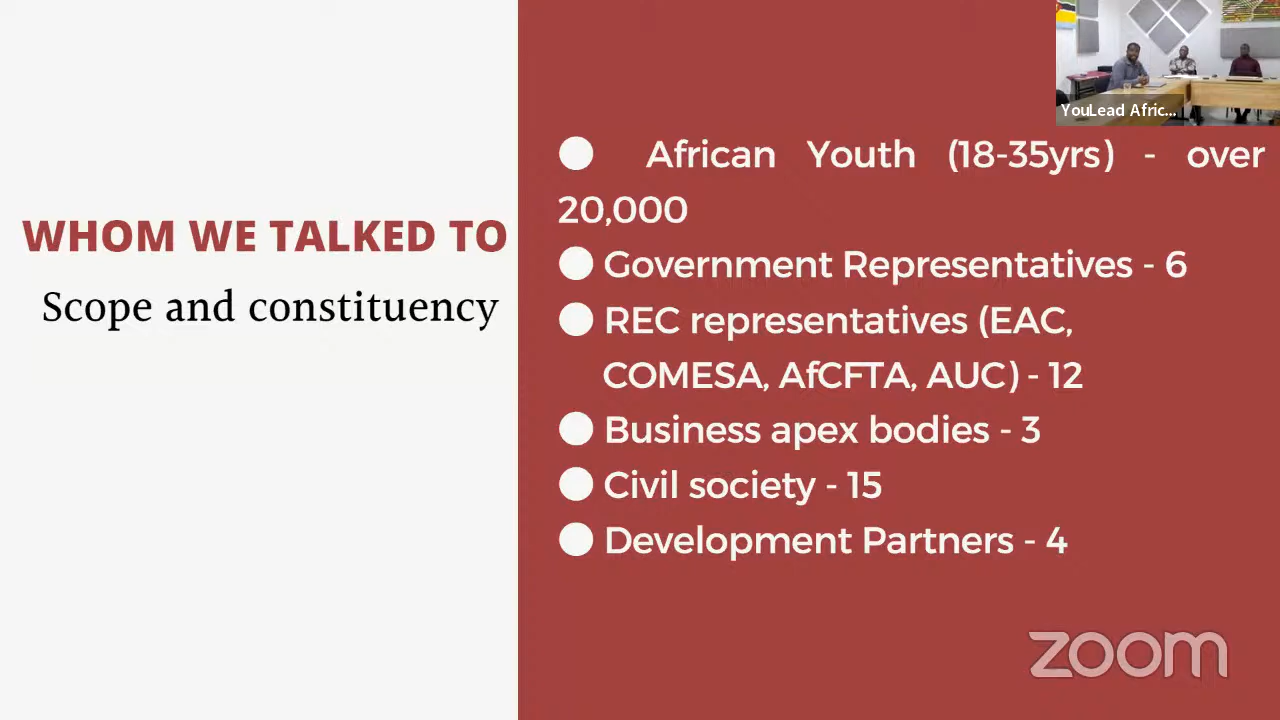 YouLead Afric...
WHOM WE TALKED TO
Scope and constituency
● African Youth (18-35yrs) - over
20,000
● Government Representatives - 6
● REC representatives (EAC,
COMESA, AfCFTA, AUC) - 12
● Business apex bodies - 3
● Civil society - 15
● Development Partners - 4
zoom